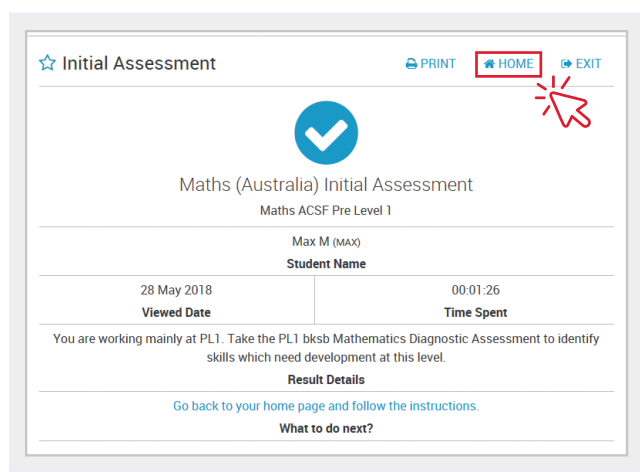 Initial Assessment PRINT HOME EXIT
Maths (Australia) Initial Assessment
Maths ACSF Pre Level 1
Max M (MAX)
Student Name
28 May 2018 00:01:26
Viewed Date Time Spent
You are working mainly at PL1. Take the PL1 bksb Mathematics Diagnostic Assessment to identify
skills which need development at this level.
Result Details
Go back to your home page and follow the instructions.
What to do next?